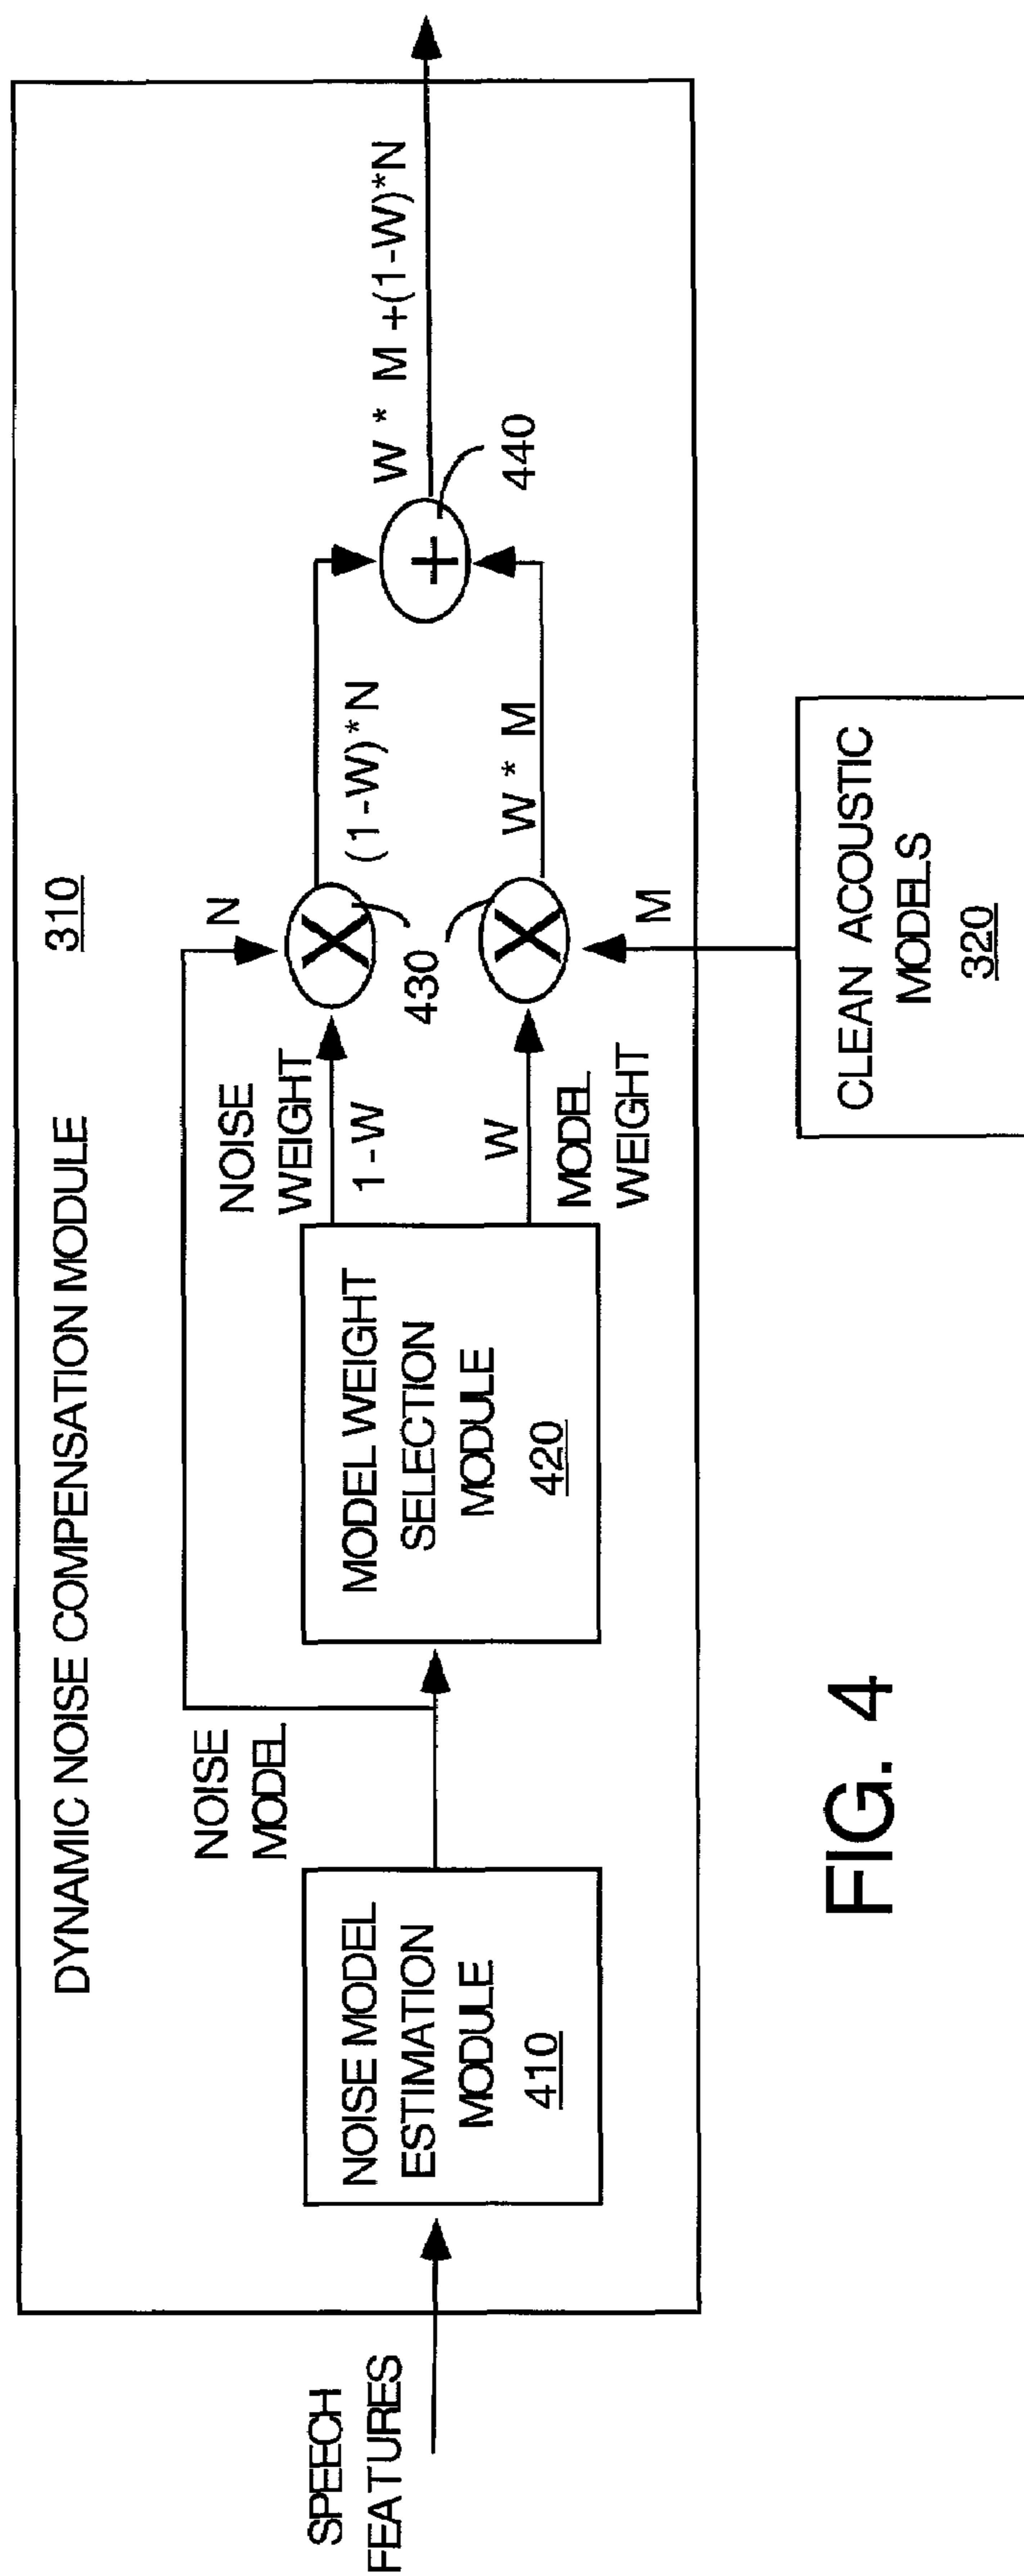 DYNAMIC NOISE COMPENSATION MODULE
310
SPEECH
FEATURES
NOISE MODEL
ESTIMATION
MODULE
410
NOISE
MODEL
MODEL WEIGHT
SELECTION
MODULE
420
NOISE
WEIGHT
1-W
W
MODEL
WEIGHT
N
430
M
(1-W)*N
W * M
+
440
W * M +(1-W)*N
CLEAN ACOUSTIC
MODELS
320
FIG. 4